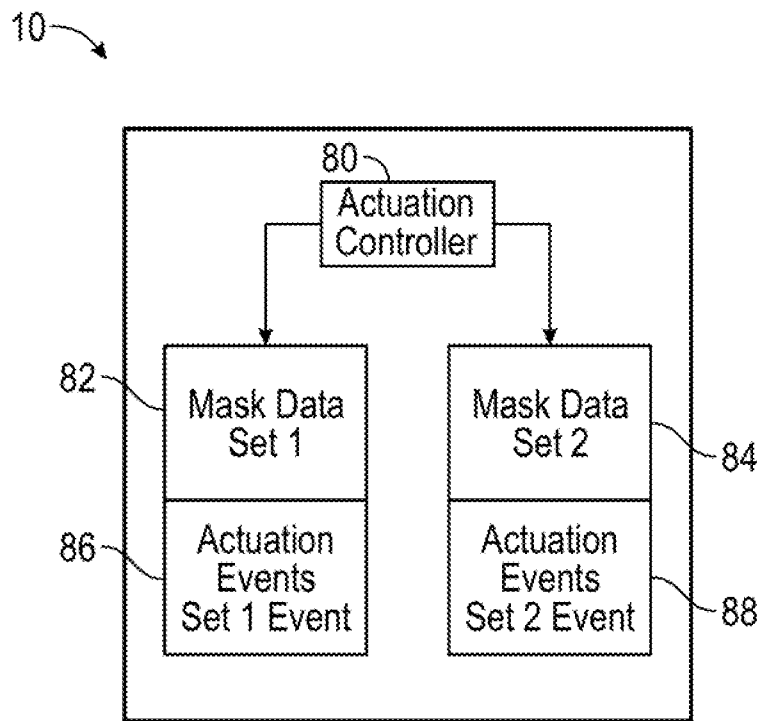 10
80
Actuation
Controller
82
Mask Data
Set 1
Mask Data
Set 2
84
86
Actuation
Events
Set 1 Event
Actuation
Events
Set 2 Event
88